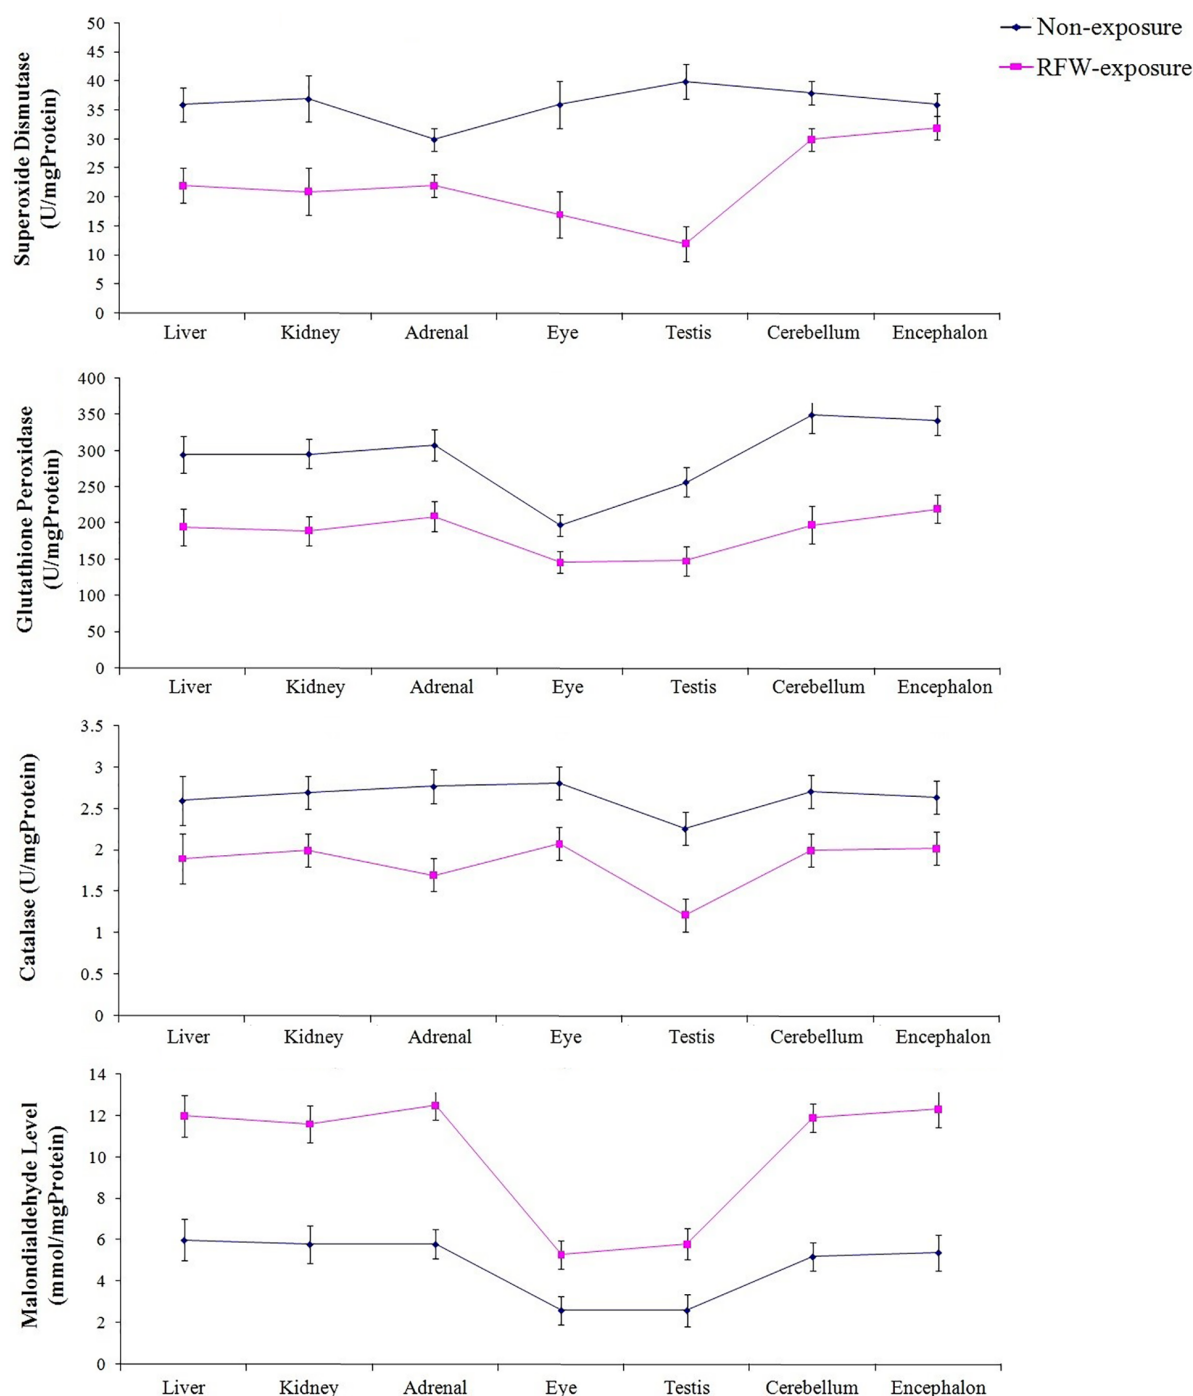 Non-exposure
RFW-exposure
Superoxide Dismutase
(U/mgProtein)
50
45
40
35
30
25
20
15
10
5
0
Liver Kidney Adrenal Eye Testis Cerebellum Encephalon
Glutathione Peroxidase
(U/mgProtein)
400
350
300
250
200
150
100
50
0
Liver Kidney Adrenal Eye Testis Cerebellum Encephalon
Catalase (U/mgProtein)
3.5
3
2.5
2
1.5
1
0.5
0
Liver Kidney Adrenal Eye Testis Cerebellum Encephalon
Malondialdehyde Level
(mmol/mgProtein)
14
12
10
8
6
4
2
0
Liver Kidney Adrenal Eye Testis Cerebellum Encephalon